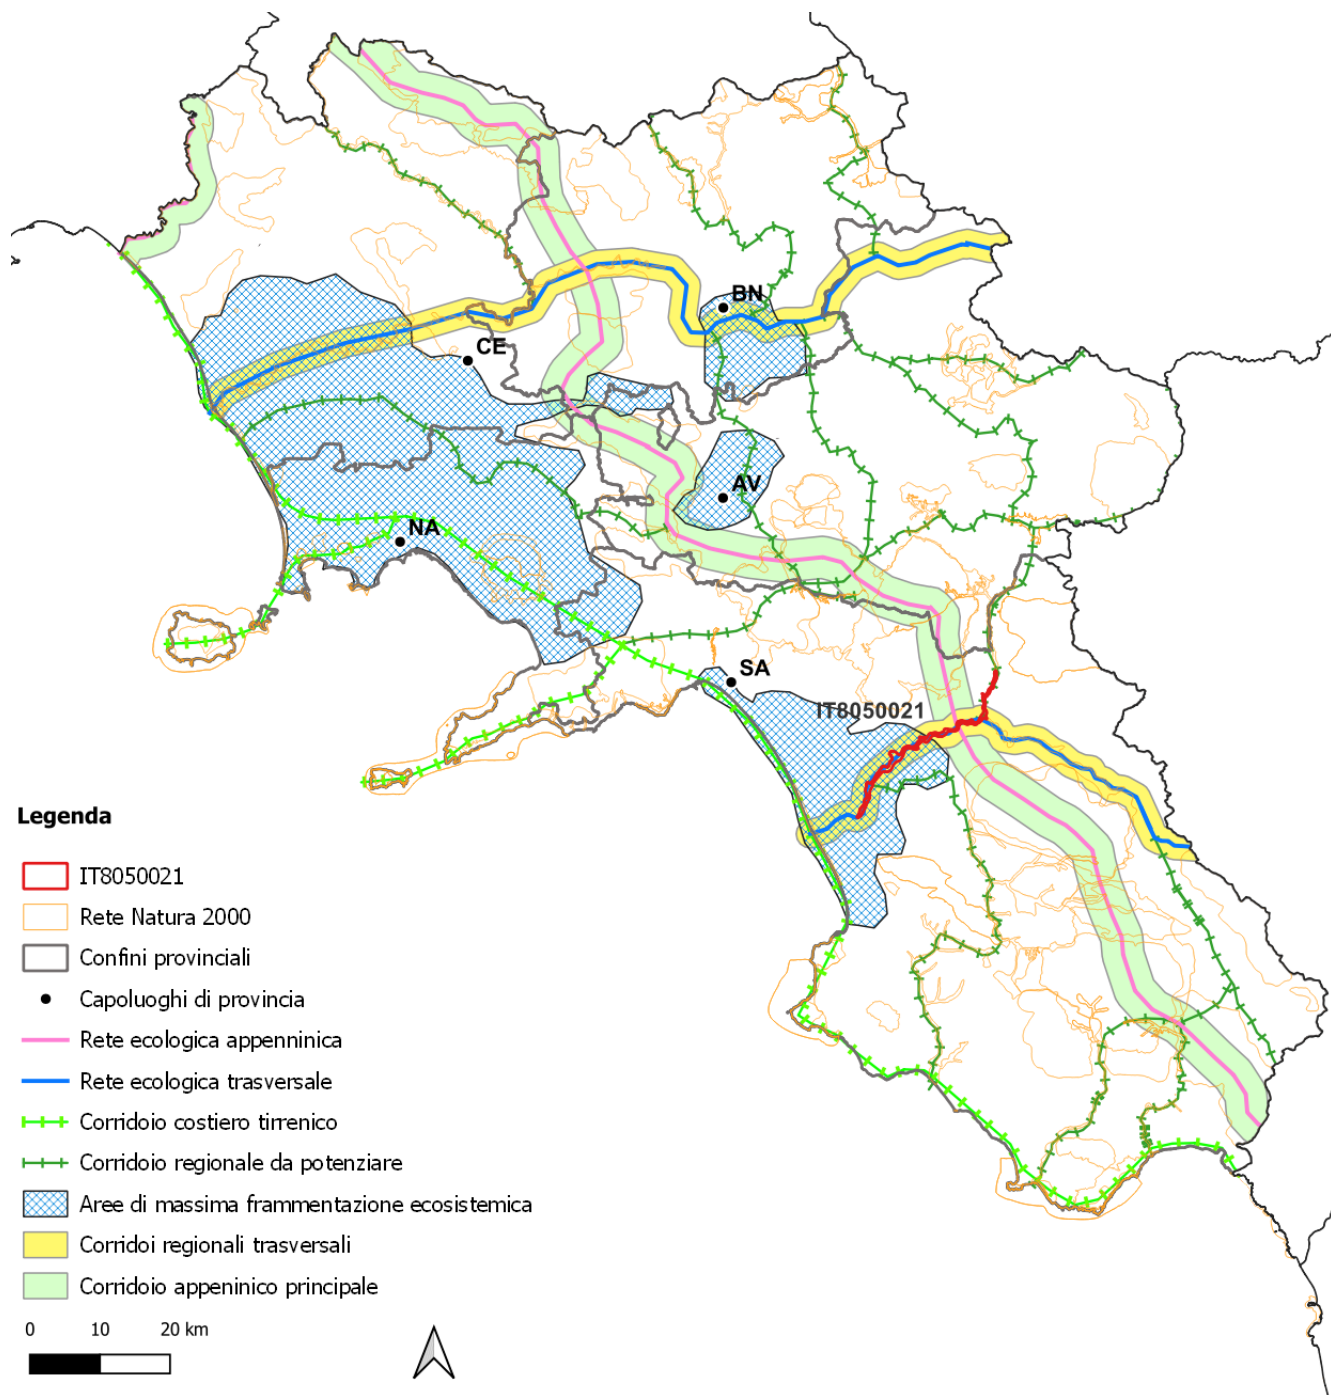 BN
CE
AV
NA
SA
IT8050021
Legenda
IT8050021
Rete Natura 2000
Confini provinciali
Capoluoghi di provincia
Rete ecologica appenninica
Rete ecologica trasversale
Corridoio costiero tirrenico
Corridoio regionale da potenziare
Aree di massima frammentazione ecosistemica
Corridoi regionali trasversali
Corridoio appeninico principale
0 10 20 km